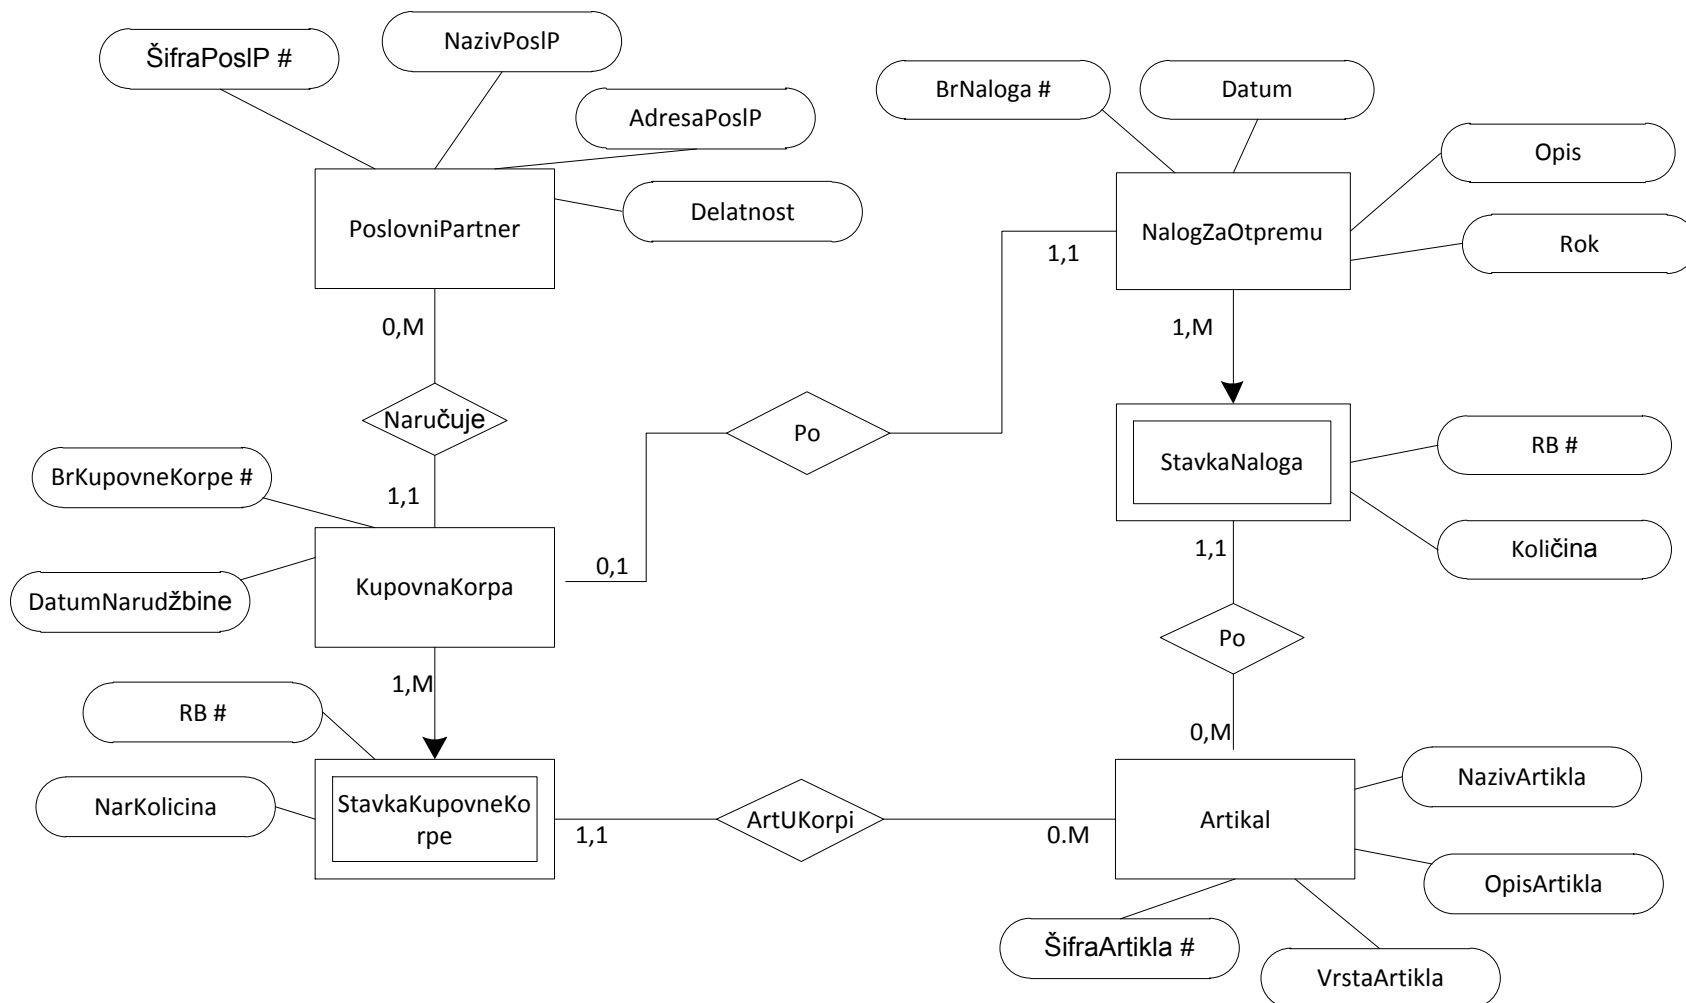 ŠifraPoslP #
NazivPoslP
AdresaPoslP
Delatnost
PoslovniPartner
0,M
Naručuje
1,1
BrKupovneKorpe #
DatumNarudžbine
KupovnaKorpa
0,1
Po
1,1
BrNaloga #
Datum
Opis
Rok
NalogZaOtpremu
1,M
StavkaNaloga
RB #
Količina
1,1
Po
0,M
1,M
RB #
NarKolicina
StavkaKupovneKo
rpe
1,1
ArtUKorpi
0.M
Artikal
NazivArtikla
OpisArtikla
ŠifraArtikla #
VrstaArtikla